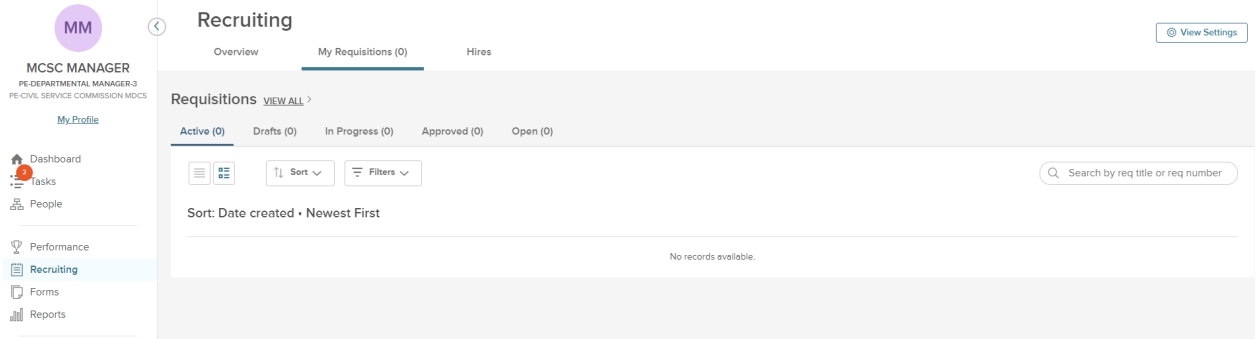 MM
MCSC MANAGER
PE-DEPARTMENTAL MANAGER-3
PE-CIVIL SERVICE COMMISSION MDCS
My Profile
Dashboard
2
Tasks
People
Performance
Recruiting
Forms
Reports
Recruiting
Overview My Requisitions (0) Hires
View Settings
Requisitions VIEW ALL >
Active (0) Drafts (0) In Progress (0) Approved (0) Open (0)
Sort Filters Search by req title or req number
Sort: Date created • Newest First
No records available.